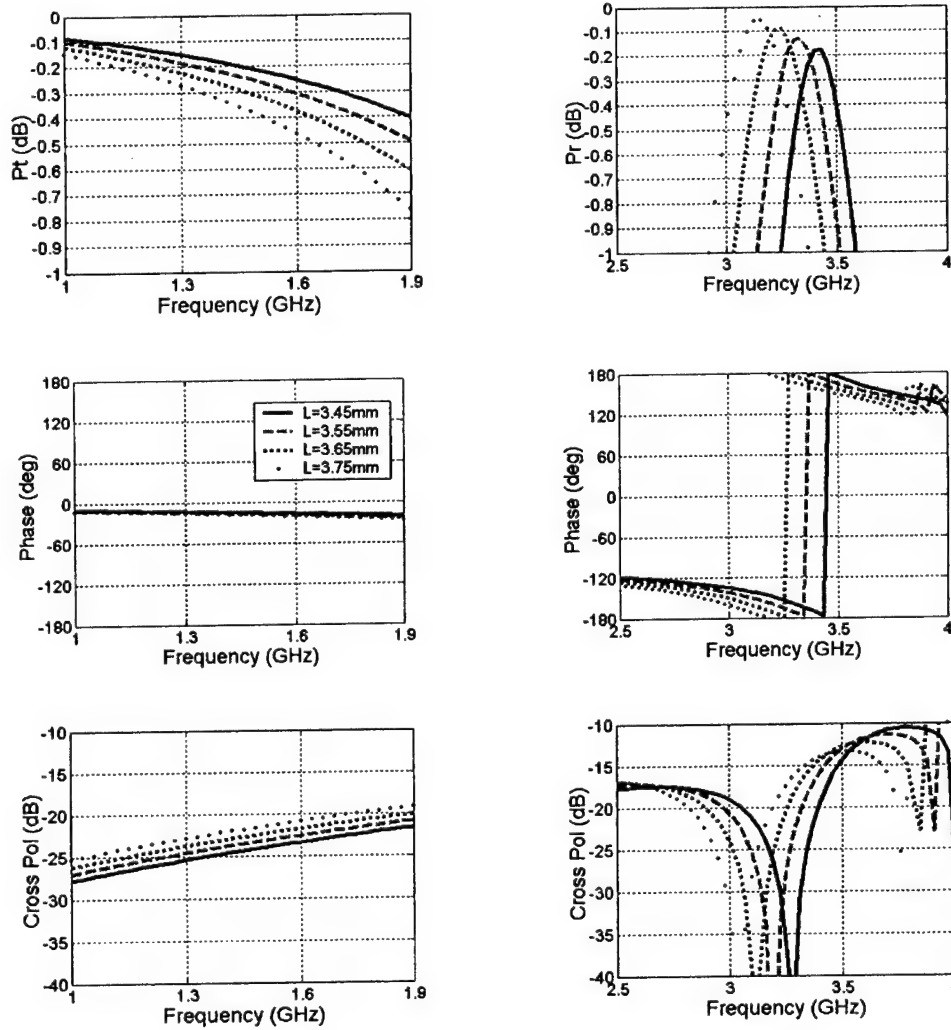 0
-0.1
-0.2
-0.3
-0.4
-0.5
-0.6
-0.7
-0.8
-0.9
-1
Pt (dB)
1 1.3 1.6 1.9
Frequency (GHz)
0
-0.1
-0.2
-0.3
-0.4
-0.5
-0.6
-0.7
-0.8
-0.9
-1
Pr (dB)
2.5 3 3.5 4
Frequency (GHz)
180
120
60
0
-60
-120
-180
Phase (deg)
L=3.45mm
L=3.55mm
L=3.65mm
L=3.75mm
1 1.3 1.6 1.9
Frequency (GHz)
180
120
60
0
-60
-120
-180
Phase (deg)
2.5 3 3.5 4
Frequency (GHz)
-10
-15
-20
-25
-30
-35
-40
Cross Pol (dB)
1 1.3 1.6 1.9
Frequency (GHz)
-10
-15
-20
-25
-30
-35
-40
Cross Pol (dB)
2.5 3 3.5 4
Frequency (GHz)